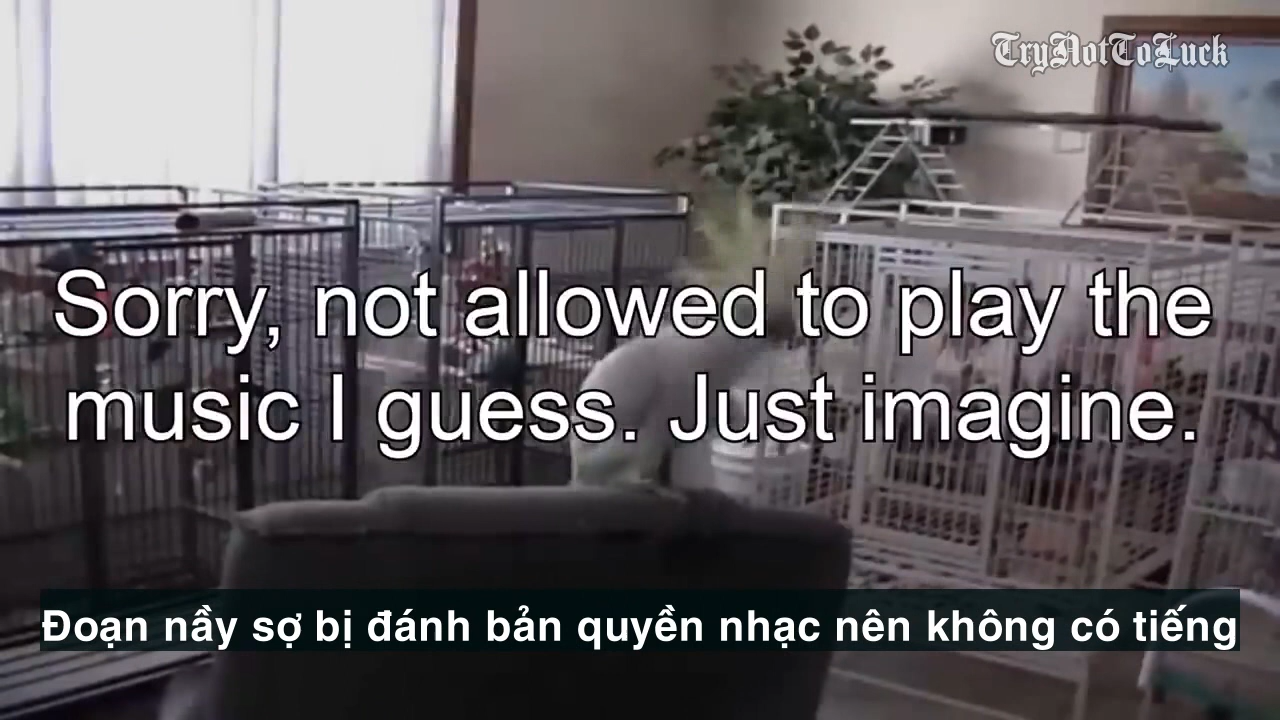 TryNotToLuck
Sorry, not allowed to play the
music I guess. Just imagine.
Đoạn nầy sợ bị đánh bản quyền nhạc nên không có tiếng